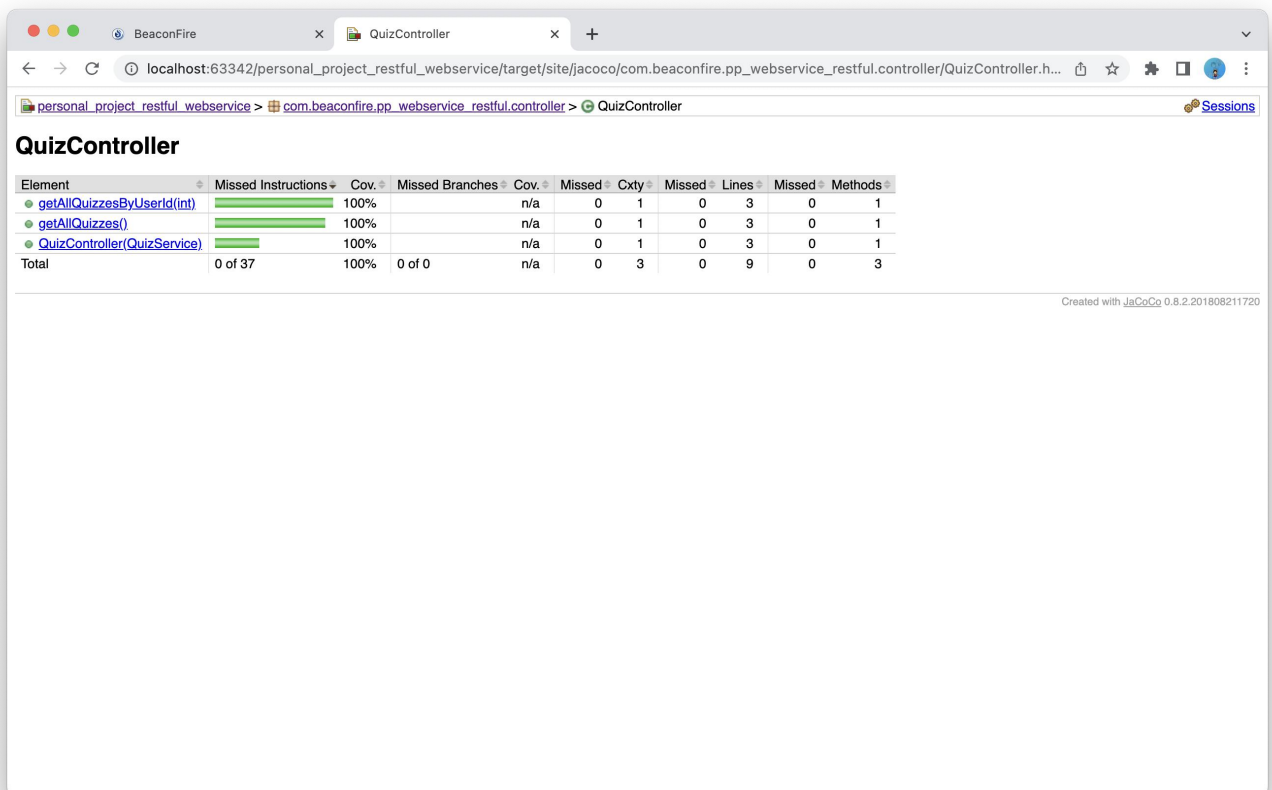 BeaconFire
QuizController
localhost:63342/personal_project_restful_webservice/target/site/jacoco/com.beaconfire.pp_webservice_restful.controller/QuizController.h...
personal_project_restful_webservice > com.beaconfire.pp_webservice_restful.controller > QuizController Sessions
QuizController
Element Missed Instructions Cov. Missed Branches Cov. Missed Cxty Missed Lines Missed Methods
getAllQuizzesByUserId(int) 100% n/a 0 1 0 3 0 1
getAllQuizzes() 100% n/a 0 1 0 3 0 1
QuizController(QuizService) 100% n/a 0 1 0 3 0 1
Total 0 of 37 100% 0 of 0 n/a 0 3 0 9 0 3
Created with JaCoCo 0.8.2.201808211720